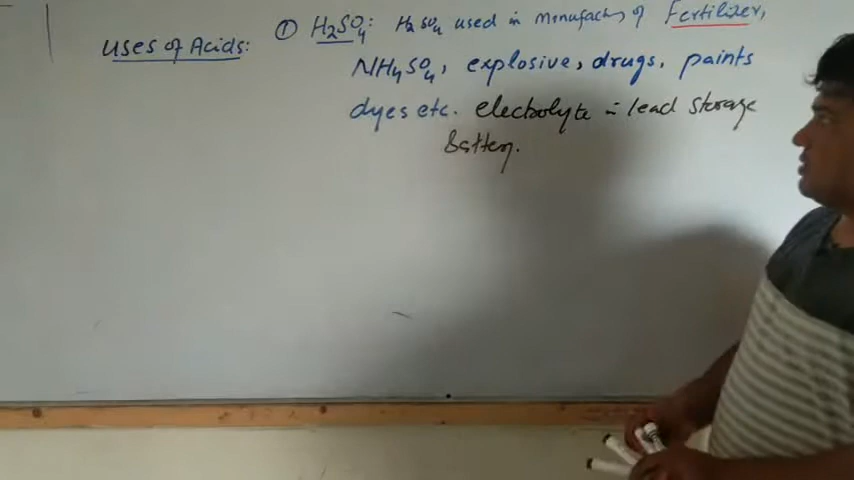 Uses of Acids: ① H₂SO₄: H₂SO₄ used in Manufactury of Fertilizer,
NH₄SO₄, explosive, drugs, paints
dyes etc. electrolyte in lead storage
Battery.